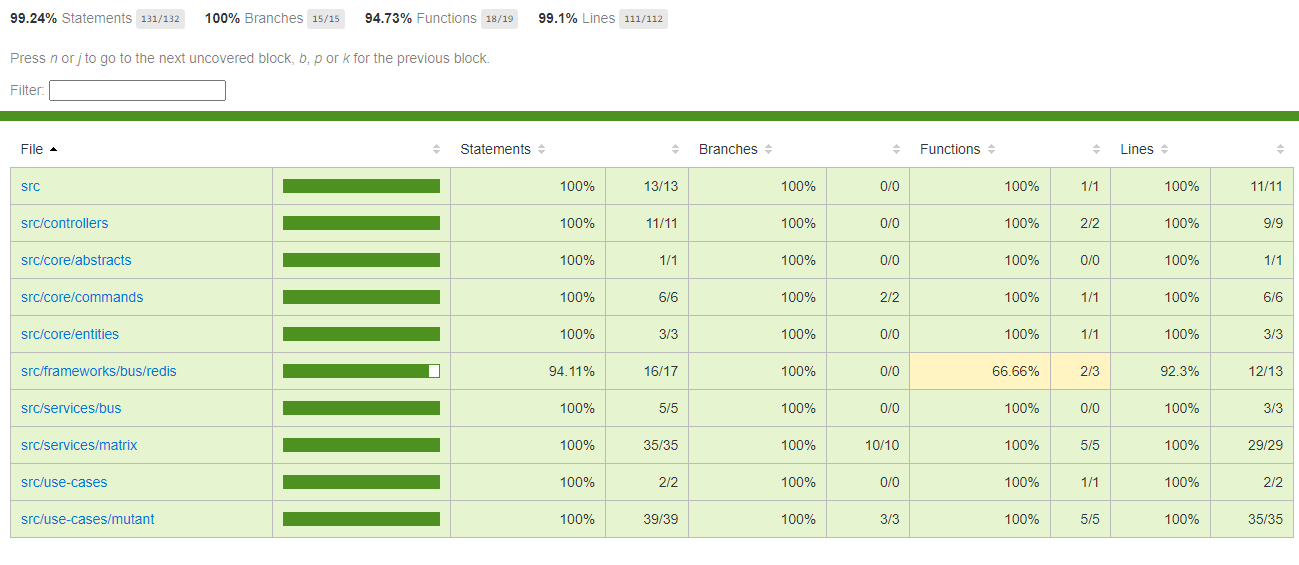 99.24% Statements 131/132 100% Branches 15/15 94.73% Functions 18/19 99.1% Lines 111/112
Press n or j to go to the next uncovered block, b, p or k for the previous block.
Filter:
File Statements Branches Functions Lines
src 100% 13/13 100% 0/0 100% 1/1 100% 11/11
src/controllers 100% 11/11 100% 0/0 100% 2/2 100% 9/9
src/core/abstracts 100% 1/1 100% 0/0 100% 0/0 100% 1/1
src/core/commands 100% 6/6 100% 2/2 100% 1/1 100% 6/6
src/core/entities 100% 3/3 100% 0/0 100% 1/1 100% 3/3
src/frameworks/bus/redis 94.11% 16/17 100% 0/0 66.66% 2/3 92.3% 12/13
src/services/bus 100% 5/5 100% 0/0 100% 0/0 100% 3/3
src/services/matrix 100% 35/35 100% 10/10 100% 5/5 100% 29/29
src/use-cases 100% 2/2 100% 0/0 100% 1/1 100% 2/2
src/use-cases/mutant 100% 39/39 100% 3/3 100% 5/5 100% 35/35